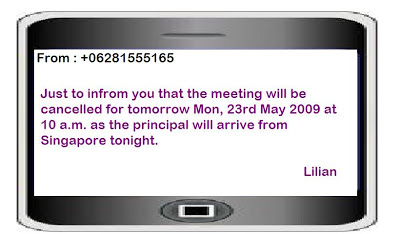 From : +06281555165
Just to infrom you that the meeting will be
cancelled for tomorrow Mon, 23rd May 2009 at
10 a.m. as the principal will arrive from
Singapore tonight.
Lilian